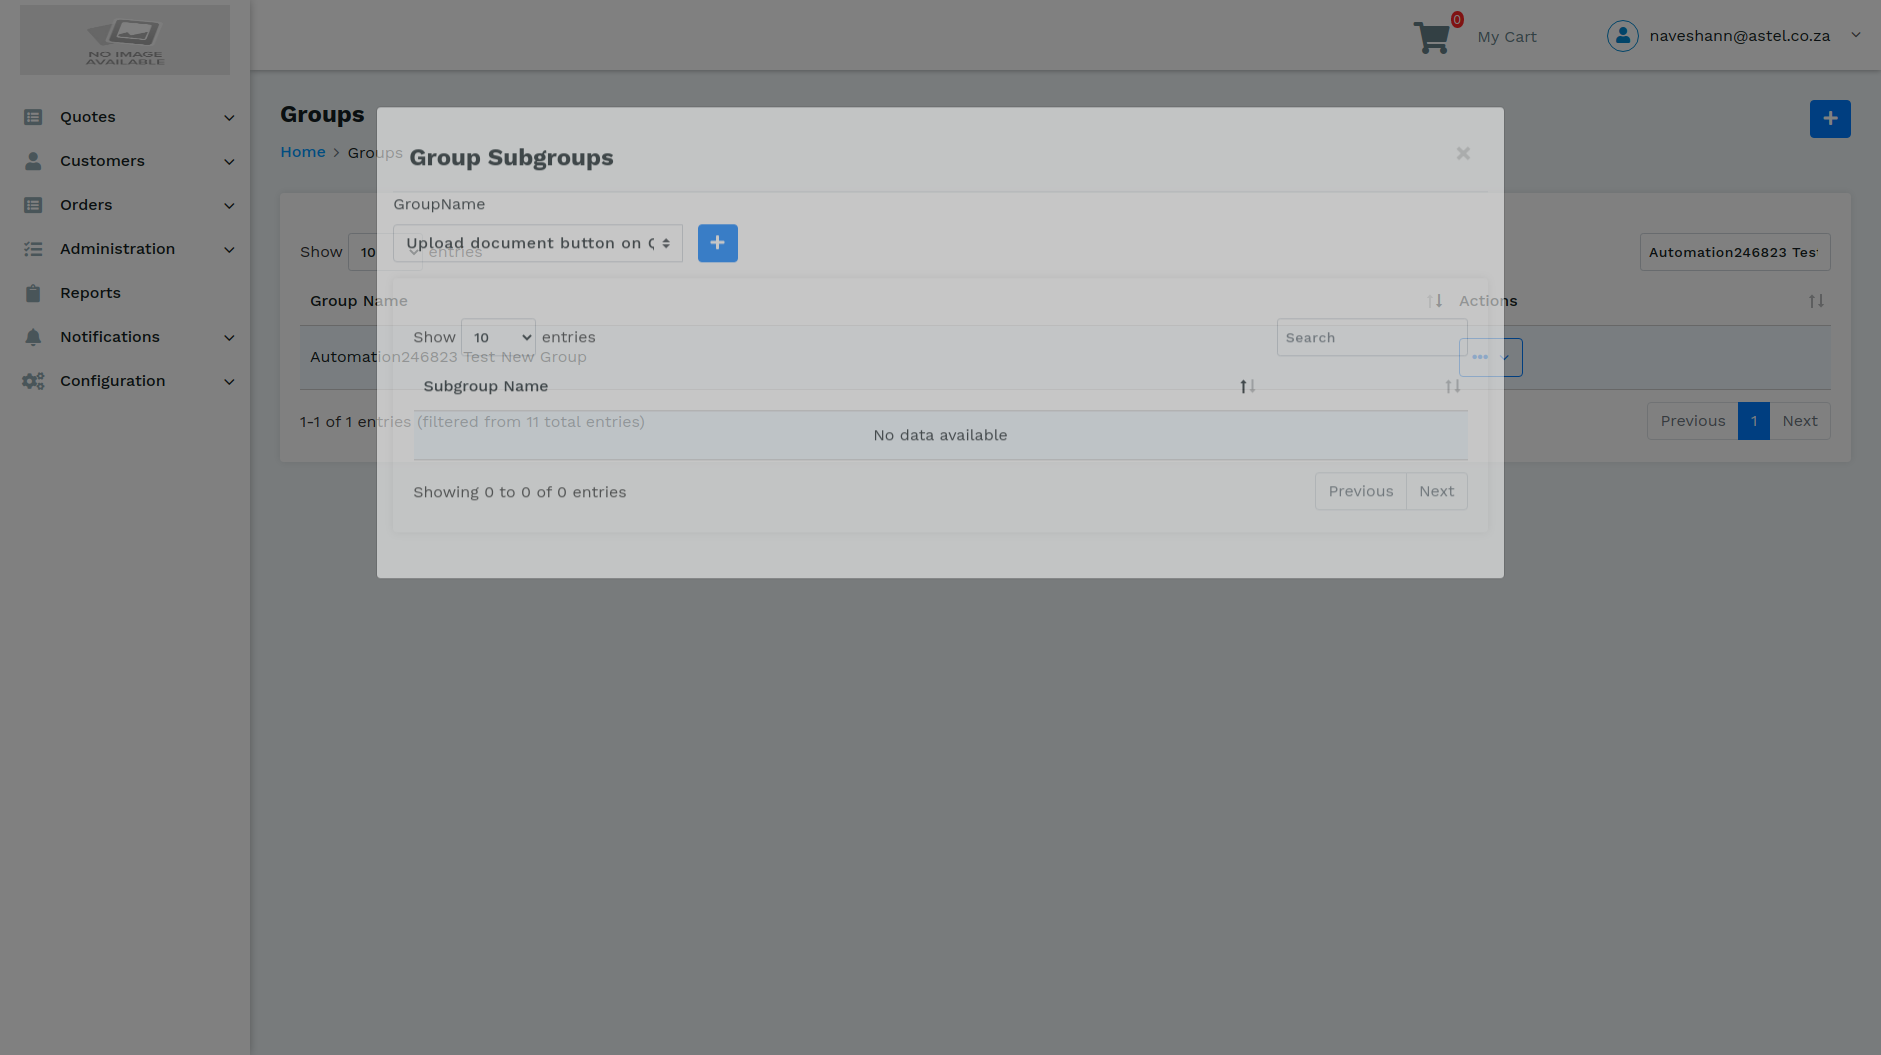 NO IMAGE
AVAILABLE
0
My Cart
naveshann@astel.co.za
Quotes
Customers
Orders
Administration
Reports
Notifications
Configuration
Groups
Home > Groups
Group Subgroups
×
GroupName
Upload document button on
Show 10 entries
Automation246823 Tes
Group Name
Actions
Show 10 entries
Search
Automation246823 Test New Group
Subgroup Name
1-1 of 1 entries (filtered from 11 total entries)
Previous 1 Next
No data available
Showing 0 to 0 of 0 entries
Previous Next